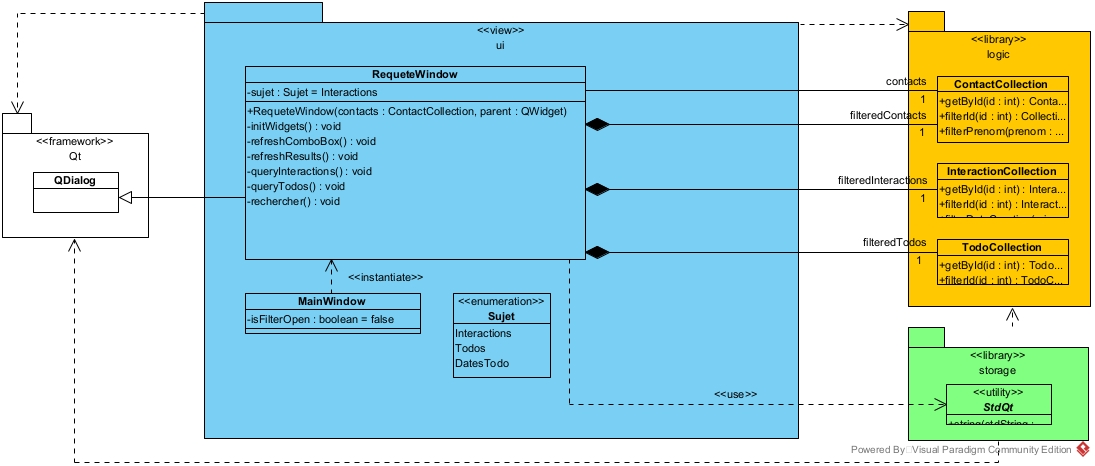 <<view>>
ui
RequeteWindow
-sujet : Sujet = Interactions
+RequeteWindow(contacts : ContactCollection, parent : QWidget)
-initWidgets() : void
-refreshComboBox() : void
-refreshResults() : void
-queryInteractions() : void
-queryTodos() : void
-rechercher() : void
<<framework>>
Qt
QDialog
<<instantiate>>
MainWindow
-isFilterOpen : boolean = false
<<enumeration>>
Sujet
Interactions
Todos
DatesTodo
<<use>>
contacts
1
filteredContacts
1
filteredInteractions
1
filteredTodos
1
<<library>>
logic
ContactCollection
+getById(id : int) : Conta...
+filterId(id : int) : Collecti...
+filterPrenom(prenom : ...
InteractionCollection
+getById(id : int) : Intera...
+filterId(id : int) : Interact...
TodoCollection
+getById(id : int) : Todo...
+filterId(id : int) : TodoC...
<<library>>
storage
<<utility>>
StdQt
+string(stdString :
Powered By Visual Paradigm Community Edition